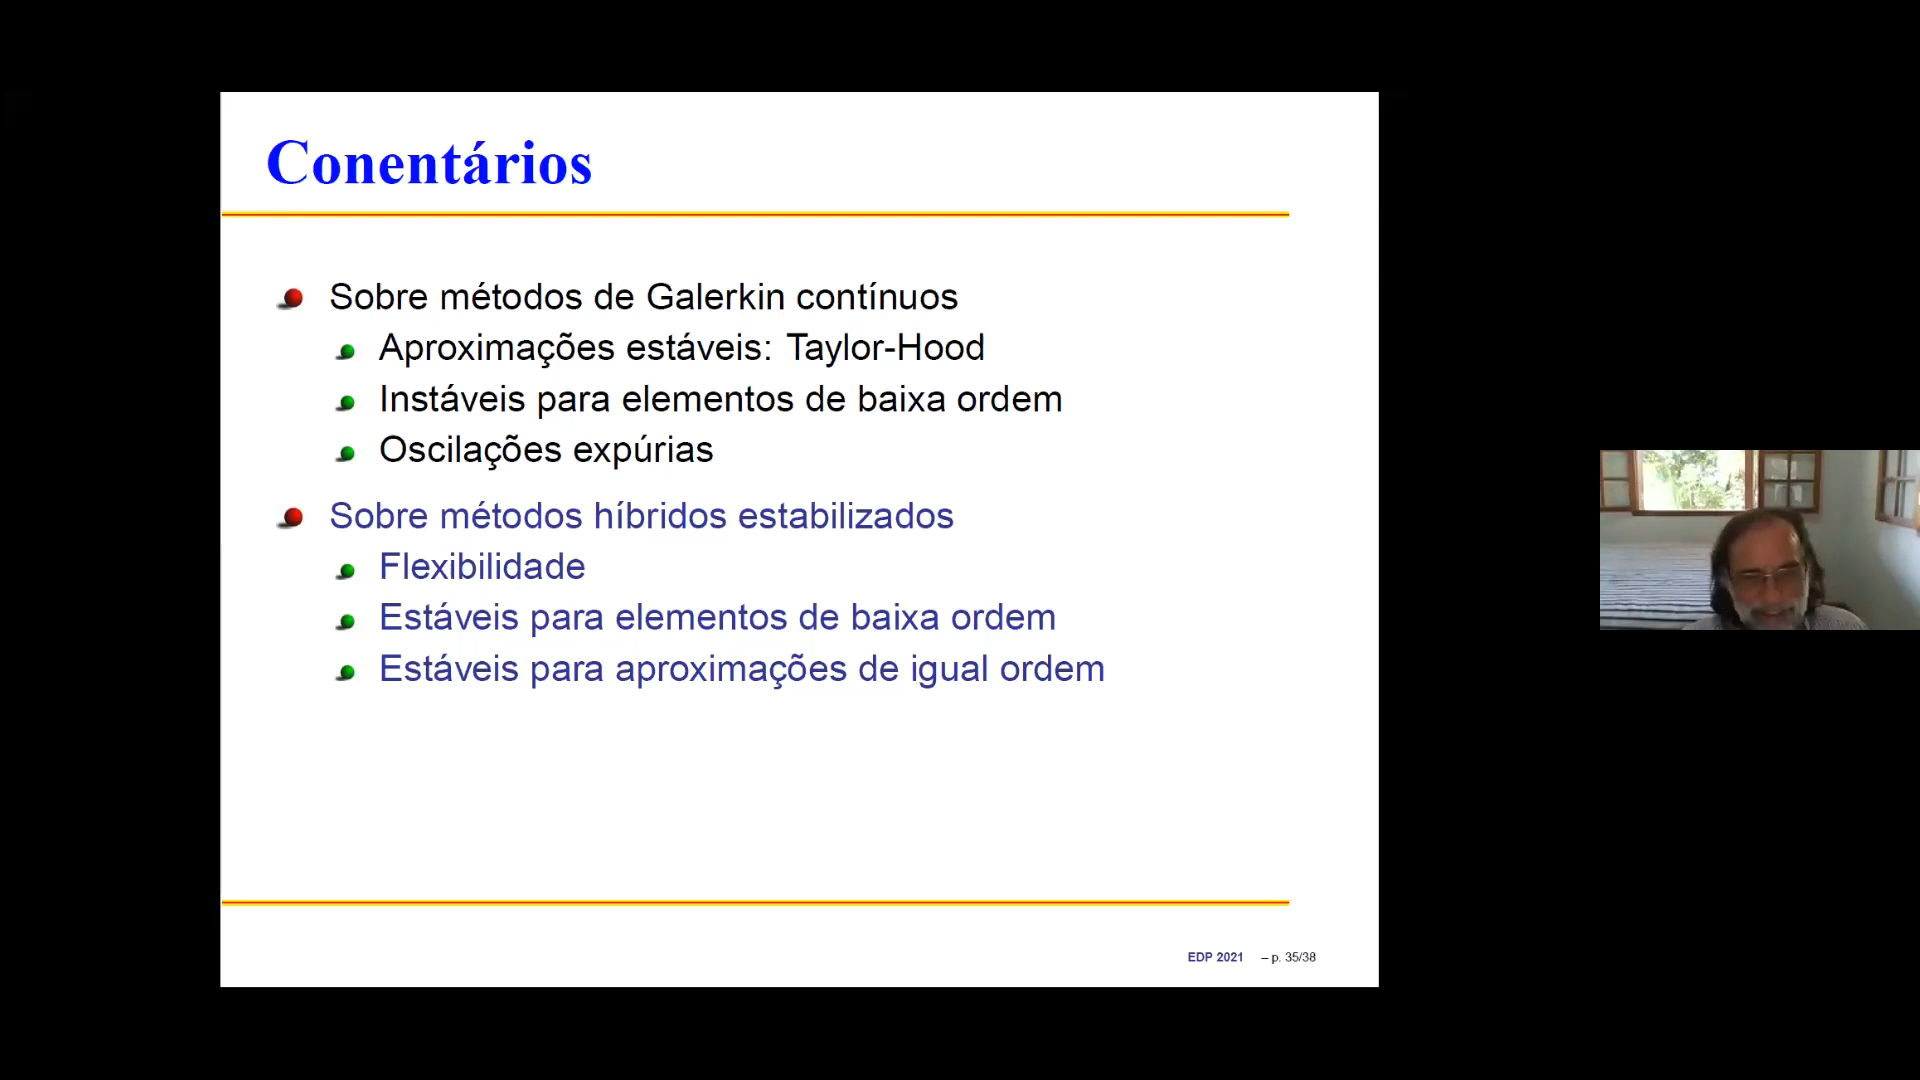 Conentários
Sobre métodos de Galerkin contínuos
Aproximações estáveis: Taylor-Hood
Instáveis para elementos de baixa ordem
Oscilações expúrias
Sobre métodos híbridos estabilizados
Flexibilidade
Estáveis para elementos de baixa ordem
Estáveis para aproximações de igual ordem
EDP 2021 – p. 35/38